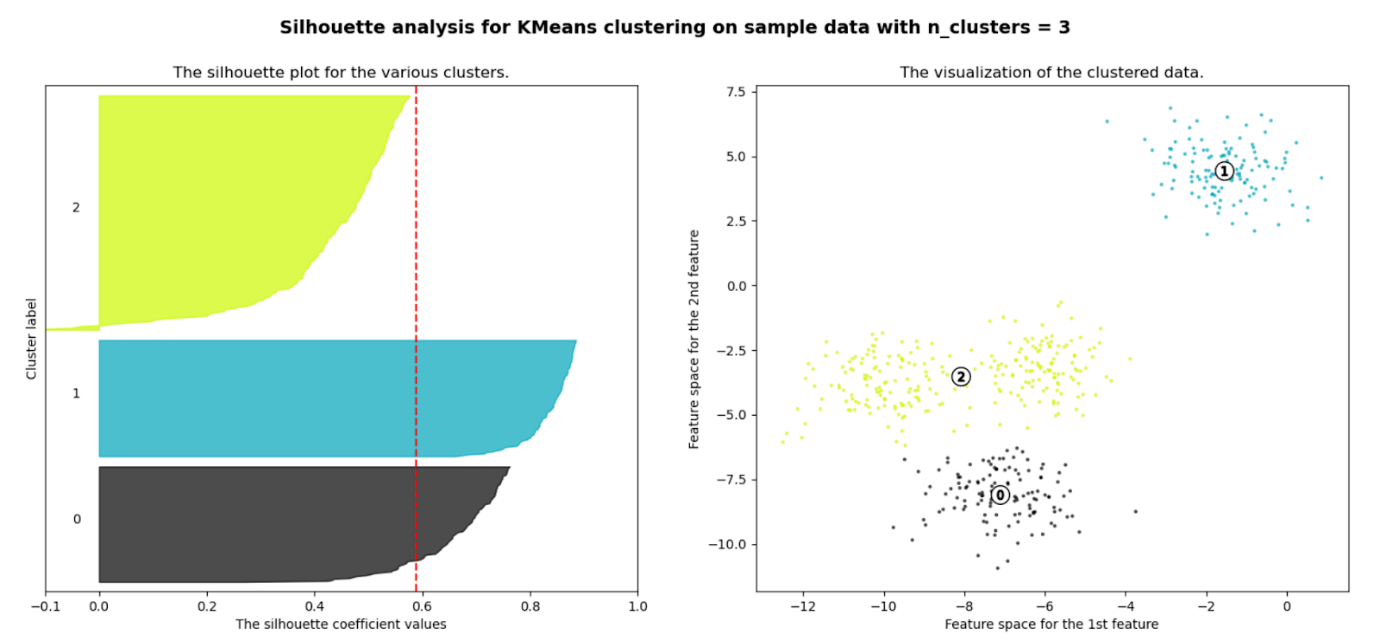 Silhouette analysis for KMeans clustering on sample data with n_clusters = 3
The silhouette plot for the various clusters.
Cluster label
2
1
0
−0.1 0.0 0.2 0.4 0.6 0.8 1.0
The silhouette coefficient values
The visualization of the clustered data.
Feature space for the 2nd feature
7.5
5.0
2.5
0.0
−2.5
−5.0
−7.5
−10.0
1
2
0
−12 −10 −8 −6 −4 −2 0
Feature space for the 1st feature